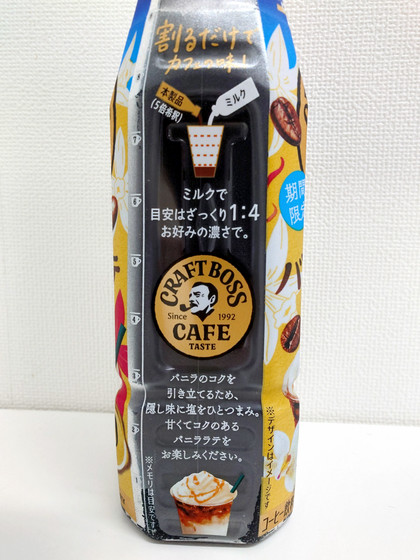 割るだけで
カフェの味!
本製品
(5倍希釈)
ミルク
ミルクで
目安はざっくり1:4
お好みの濃さで。
CRAFT BOSS
Since 1992
CAFE
TASTE
バニラのコクを
引き立てるため、
隠し味に塩をひとつまみ。
甘くてコクのある
バニララテを
お楽しみください。
※メモリは目安です
期間
限定
※デザインはイメージです
コーヒー飲